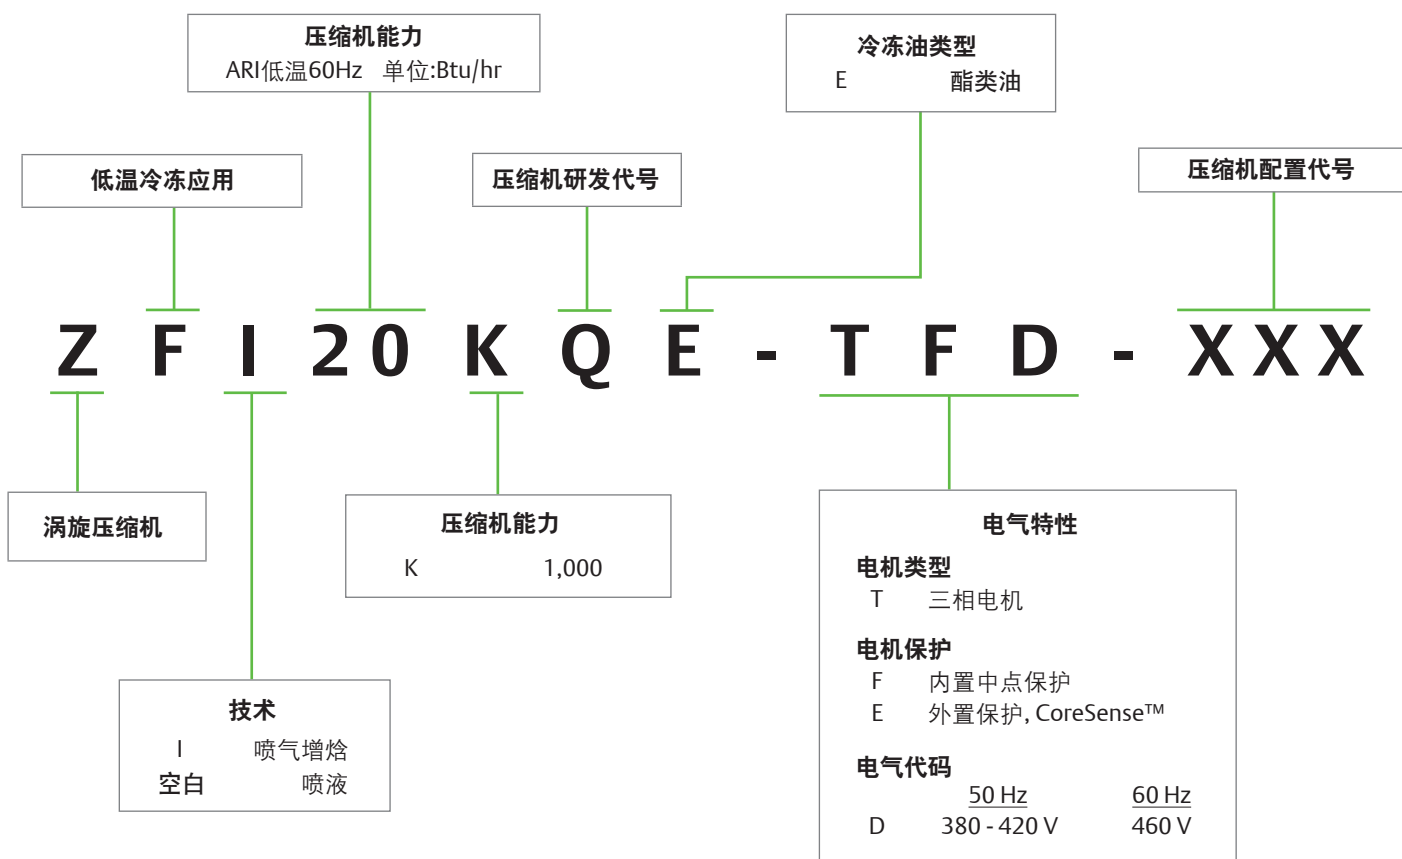 压缩机能力
ARI低温60Hz 单位:Btu/hr
冷冻油类型
E 酯类油
低温冷冻应用
压缩机研发代号
压缩机配置代号
Z F I 2 0 K Q E - T F D - X X X
涡旋压缩机
压缩机能力
K 1,000
技术
I 喷气增焓
空白 喷液
电气特性
电机类型
T 三相电机
电机保护
F 内置中点保护
E 外置保护, CoreSense™
电气代码
50 Hz 60 Hz
D 380 - 420 V 460 V